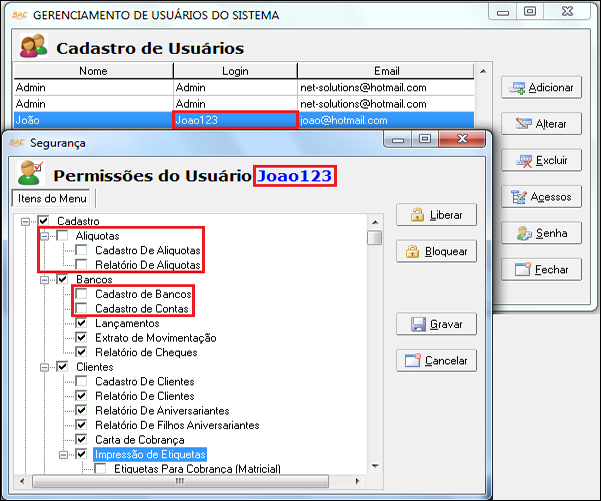 SAC GERENCIAMENTO DE USUÁRIOS DO SISTEMA
Cadastro de Usuários
Nome Login Email
Admin Admin net-solutions@hotmail.com
Admin Admin net-solutions@hotmail.com
João Joao123 joao@hotmail.com
Adicionar
Alterar
Excluir
Acessos
Senha
Fechar
SAC Segurança
Permissões do Usuário Joao123
Itens do Menu
Cadastro
Aliquotas
Cadastro De Aliquotas
Relatório De Aliquotas
Bancos
Cadastro de Bancos
Cadastro de Contas
Lançamentos
Extrato de Movimentação
Relatório de Cheques
Clientes
Cadastro De Clientes
Relatório De Clientes
Relatório De Aniversariantes
Relatório De Filhos Aniversariantes
Carta de Cobrança
Impressão de Etiquetas
Etiquetas Para Cobrança (Matricial)
Liberar
Bloquear
Gravar
Cancelar